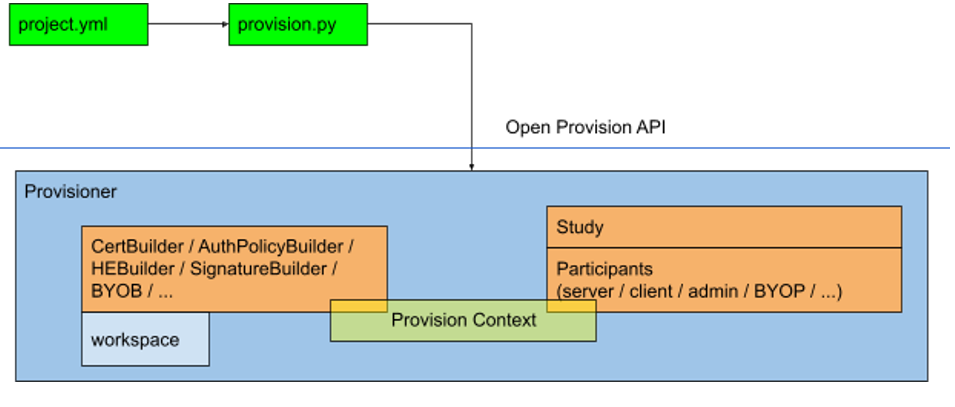 project.yml
provision.py
Open Provision API
Provisioner
CertBuilder / AuthPolicyBuilder /
HEBuilder / SignatureBuilder /
BYOB / ...
workspace
Study
Participants
(server / client / admin / BYOP / ...)
Provision Context